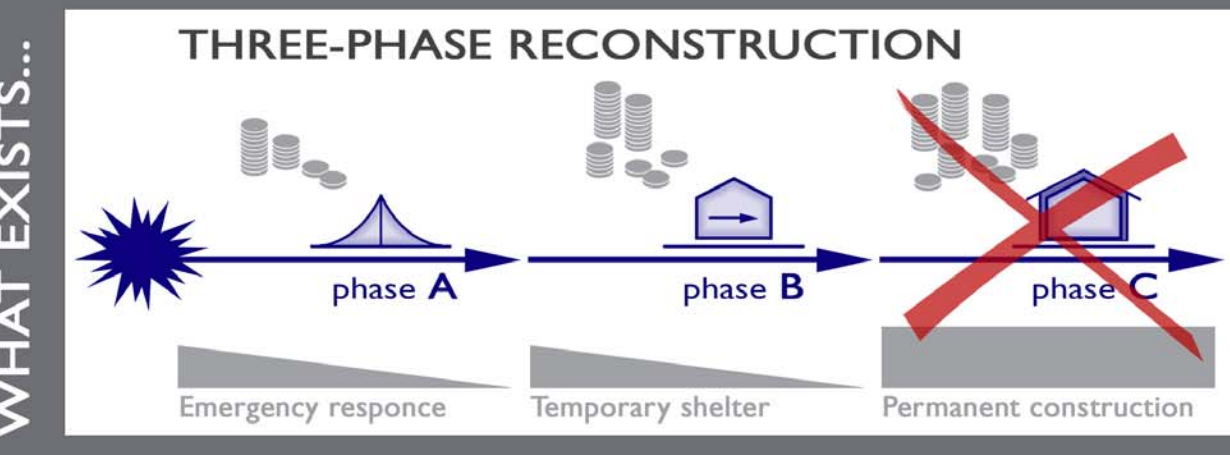 WHAT EXISTS...
THREE-PHASE RECONSTRUCTION
phase A
phase B
phase C
Emergency responce
Temporary shelter
Permanent construction